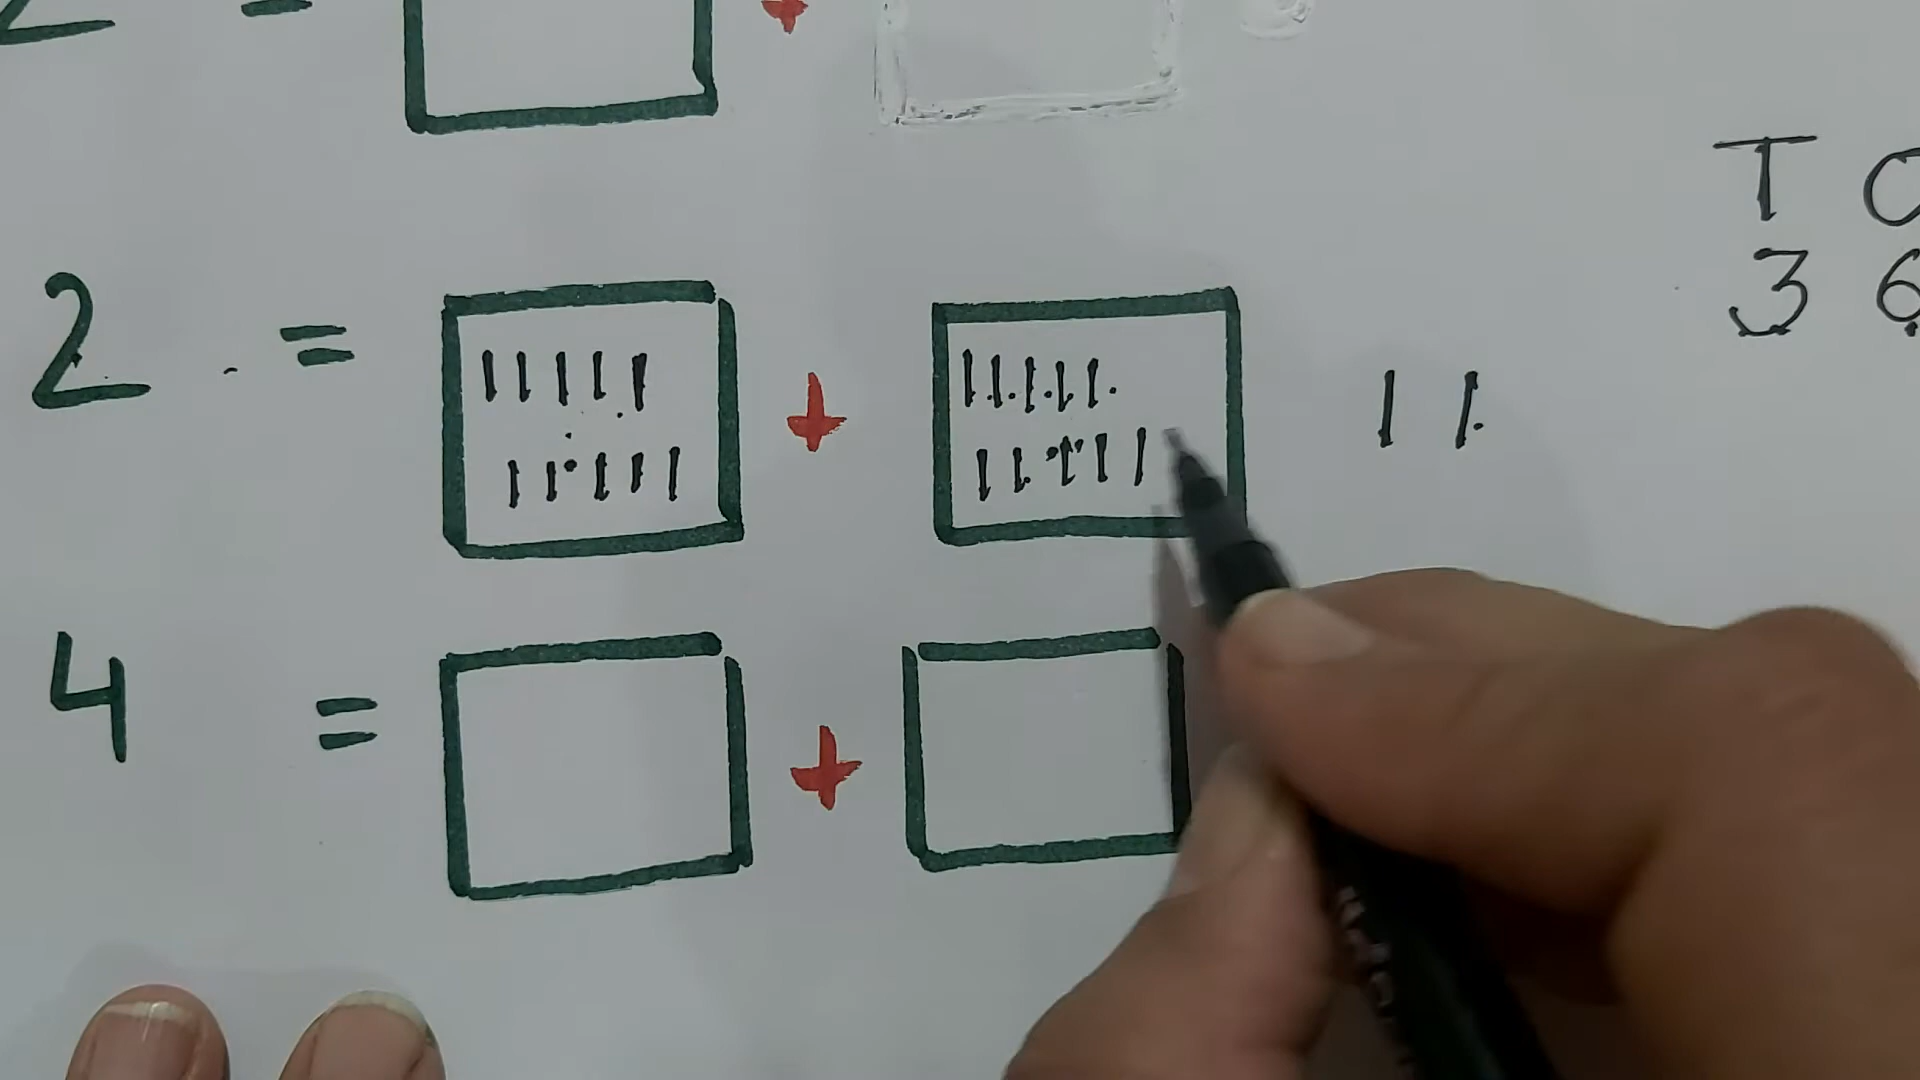 2 = +
T O
3 6
2 = +
4 = +